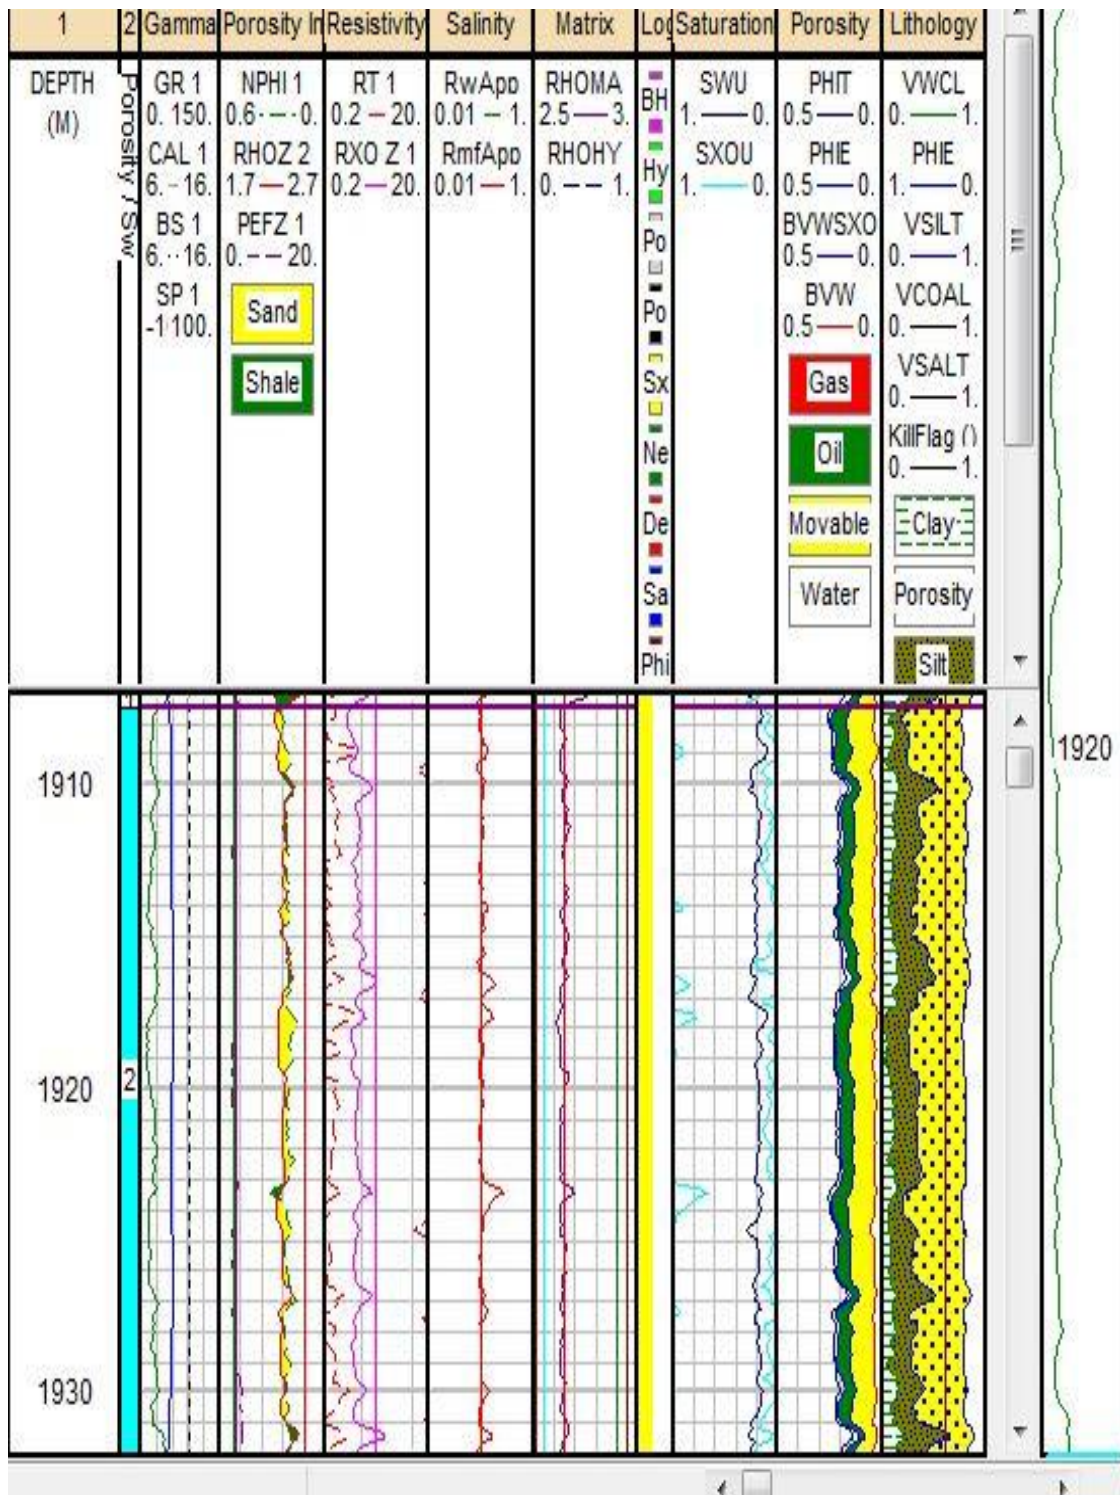 1 2 Gamma Porosity In Resistivity Salinity Matrix Log Saturation Porosity Lithology
DEPTH
(M)
Porosity / Sw
GR 1
0. 150.
CAL 1
6. 16.
BS 1
6. 16.
SP 1
-1100.
NPHI 1
0.6 0.
RHOZ 2
1.7 2.7
PEFZ 1
0. 20.
Sand
Shale
RT 1
0.2 20.
RXO Z 1
0.2 20.
RwApp
0.01 1.
RmfApp
0.01 1.
RHOMA
2.5 3.
RHOHY
0. 1.
BH
Hy
Po
Po
Sx
Ne
De
Sa
Phi
SWU
1. 0.
SXOU
1. 0.
PHIT
0.5 0.
PHIE
0.5 0.
BVWSXO
0.5 0.
BVW
0.5 0.
Gas
Oil
Movable
Water
VWCL
0. 1.
PHIE
1. 0.
VSILT
0. 1.
VCOAL
0. 1.
VSALT
0. 1.
KillFlag ()
0. 1.
Clay
Porosity
Silt
1920
1910
1920
2
1930